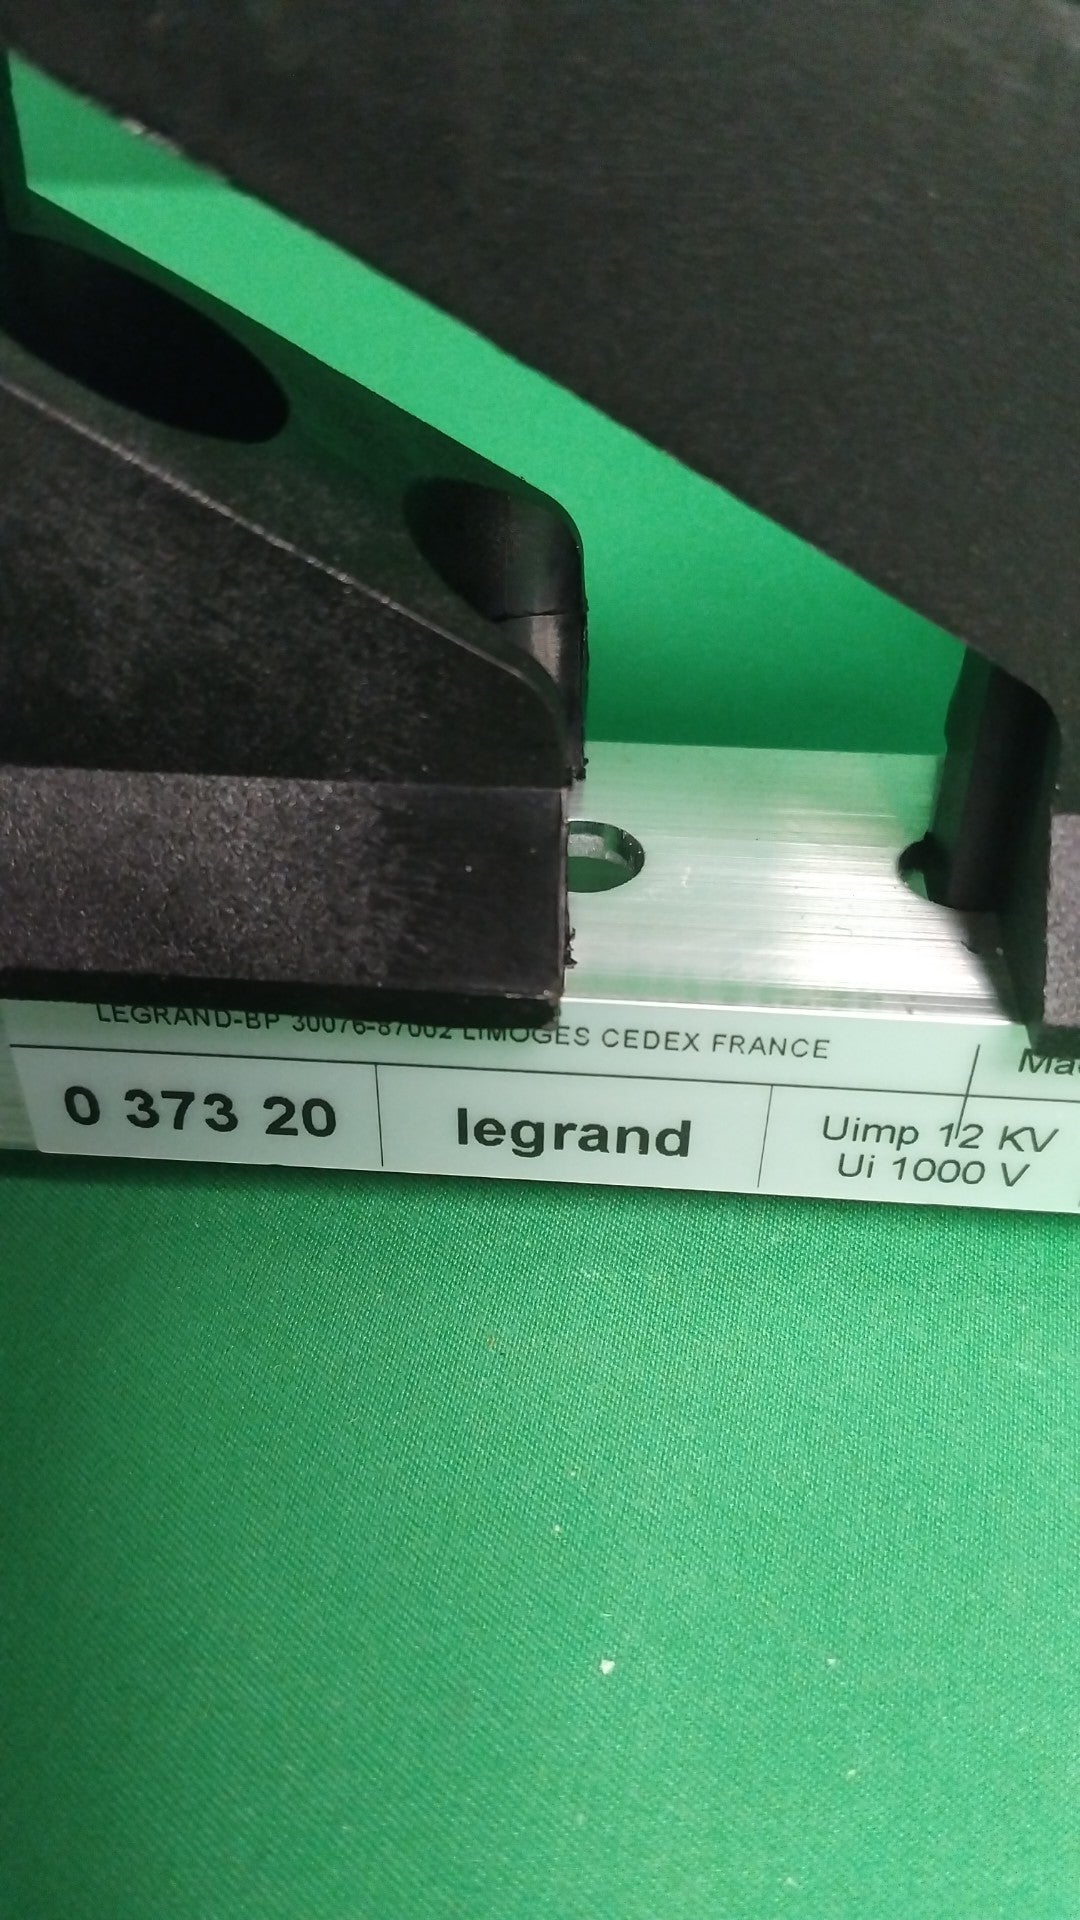 LEGRAND-BP 30076-87002 LIMOGES CEDEX FRANCE
0 373 20
legrand
Uimp 12 KV
Ui 1000 V